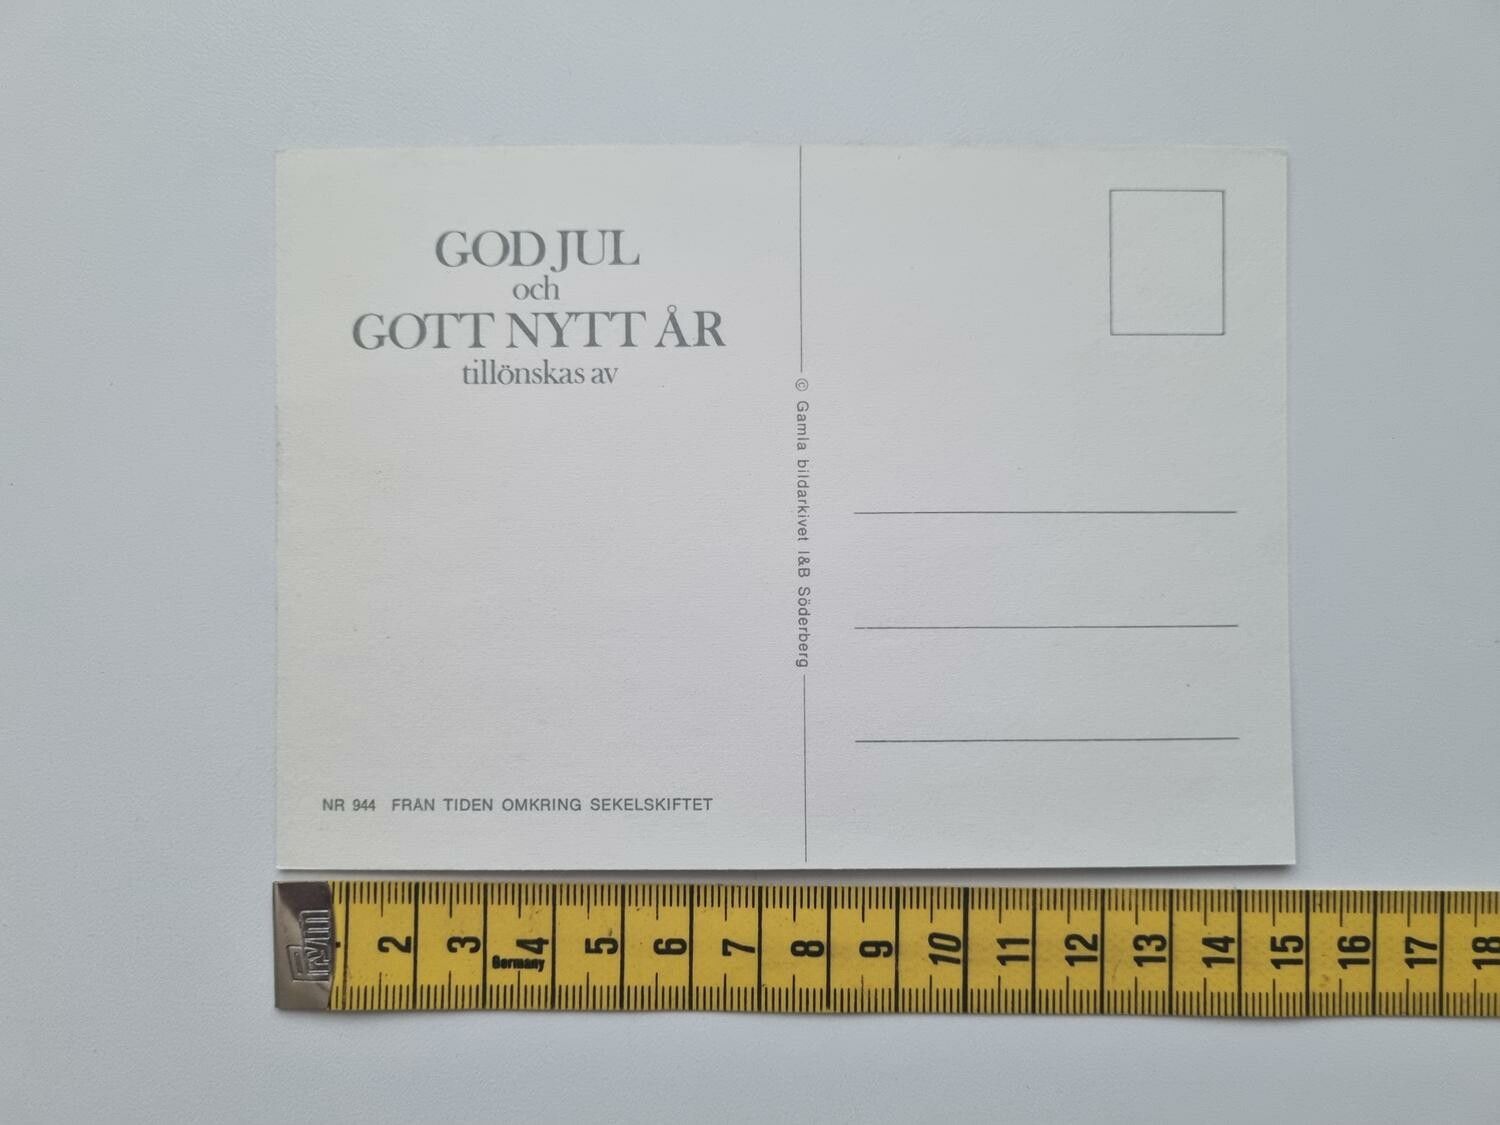 GOD JUL
och
GOTT NYTT ÅR
tillönskas av
© Gamla bildarkivet I&B Söderberg
NR 944 FRÅN TIDEN OMKRING SEKELSKIFTET
Prym
2 3 4 5 6 7 8 9 10 11 12 13 14 15 16 17 18
Germany